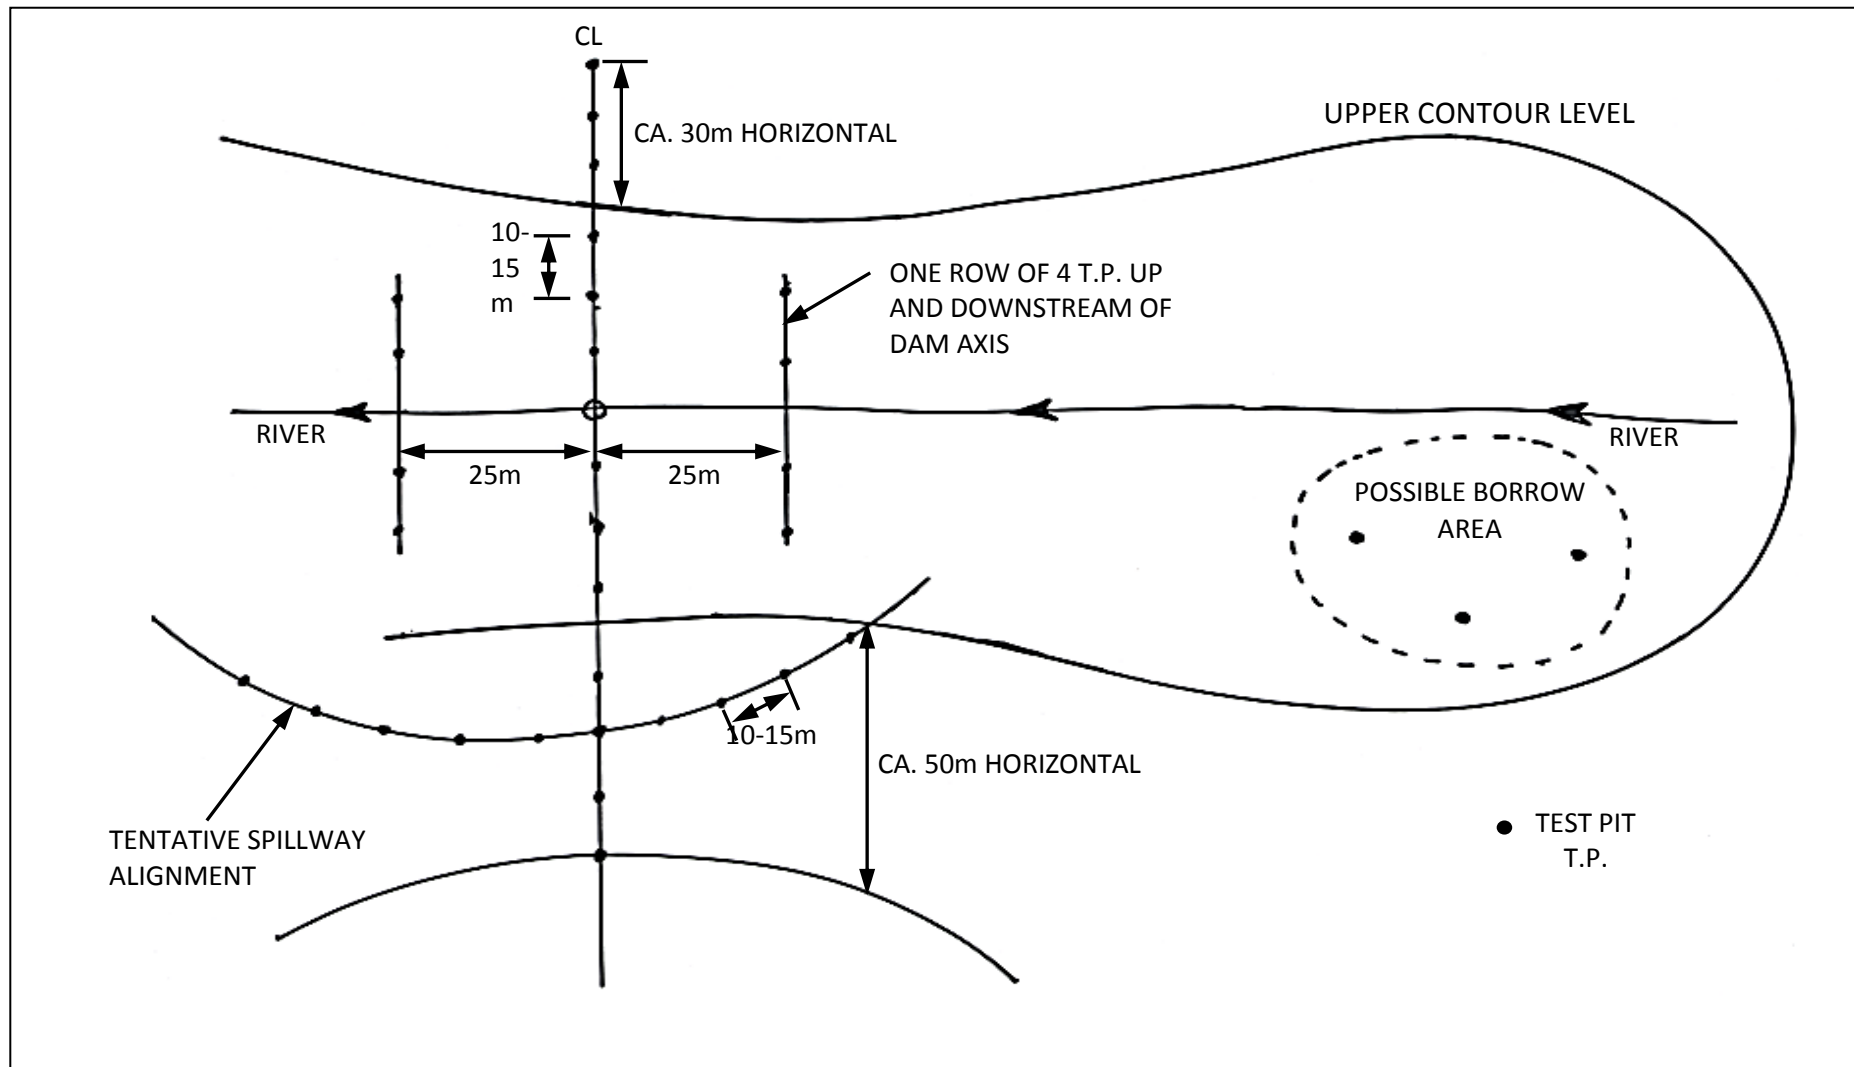 CL
CA. 30m HORIZONTAL
UPPER CONTOUR LEVEL
10-
15
m
ONE ROW OF 4 T.P. UP
AND DOWNSTREAM OF
DAM AXIS
RIVER
25m
25m
RIVER
POSSIBLE BORROW
AREA
10-15m
CA. 50m HORIZONTAL
TENTATIVE SPILLWAY
ALIGNMENT
TEST PIT
T.P.